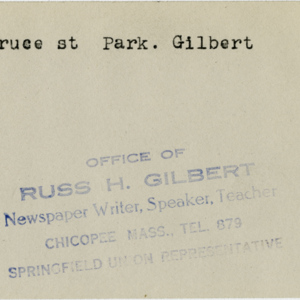 ruce st Park. Gilbert
OFFICE OF
RUSS H. GILBERT
Newspaper Writer, Speaker, Teacher
CHICOPEE MASS., TEL. 879
SPRINGFIELD UNION REPRESENTATIVE